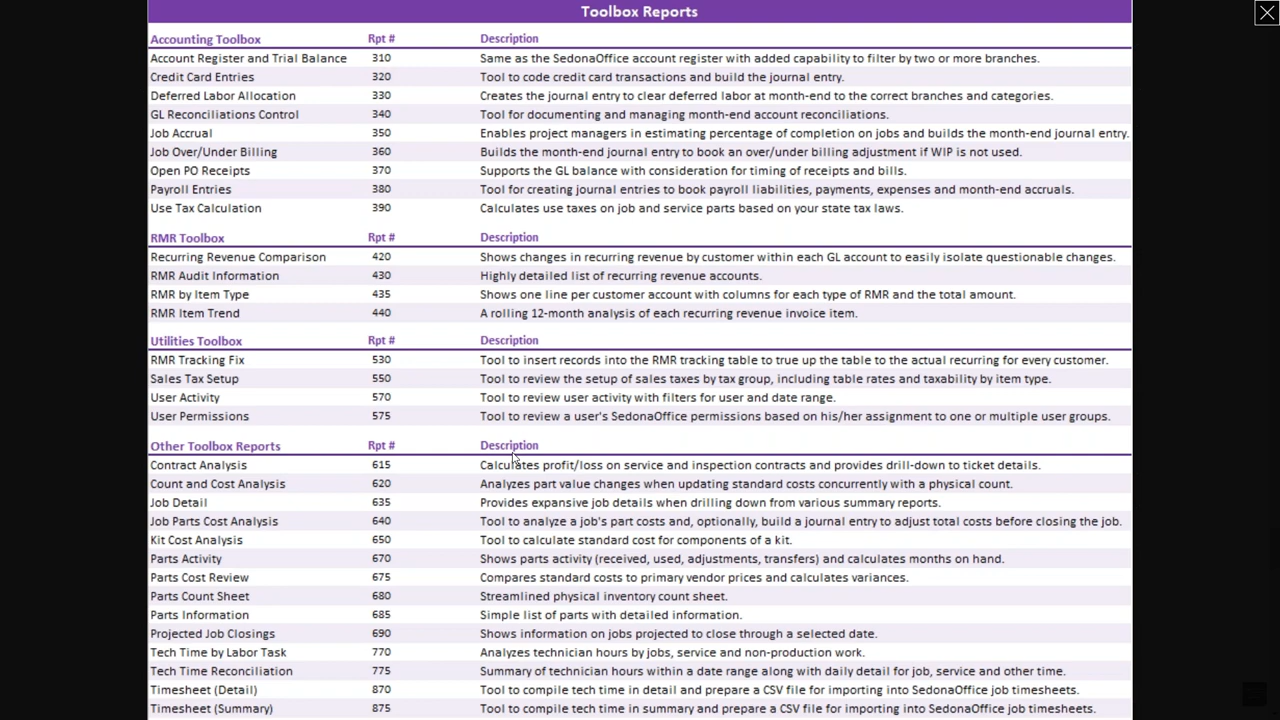 Toolbox Reports
Accounting Toolbox Rpt # Description
Account Register and Trial Balance 310 Same as the SedonaOffice account register with added capability to filter by two or more branches.
Credit Card Entries 320 Tool to code credit card transactions and build the journal entry.
Deferred Labor Allocation 330 Creates the journal entry to clear deferred labor at month-end to the correct branches and categories.
GL Reconciliations Control 340 Tool for documenting and managing month-end account reconciliations.
Job Accrual 350 Enables project managers in estimating percentage of completion on jobs and builds the month-end journal entry.
Job Over/Under Billing 360 Builds the month-end journal entry to book an over/under billing adjustment if WIP is not used.
Open PO Receipts 370 Supports the GL balance with consideration for timing of receipts and bills.
Payroll Entries 380 Tool for creating journal entries to book payroll liabilities, payments, expenses and month-end accruals.
Use Tax Calculation 390 Calculates use taxes on job and service parts based on your state tax laws.
RMR Toolbox Rpt # Description
Recurring Revenue Comparison 420 Shows changes in recurring revenue by customer within each GL account to easily isolate questionable changes.
RMR Audit Information 430 Highly detailed list of recurring revenue accounts.
RMR by Item Type 435 Shows one line per customer account with columns for each type of RMR and the total amount.
RMR Item Trend 440 A rolling 12-month analysis of each recurring revenue invoice item.
Utilities Toolbox Rpt # Description
RMR Tracking Fix 530 Tool to insert records into the RMR tracking table to true up the table to the actual recurring for every customer.
Sales Tax Setup 550 Tool to review the setup of sales taxes by tax group, including table rates and taxability by item type.
User Activity 570 Tool to review user activity with filters for user and date range.
User Permissions 575 Tool to review a user's SedonaOffice permissions based on his/her assignment to one or multiple user groups.
Other Toolbox Reports Rpt # Description
Contract Analysis 615 Calculates profit/loss on service and inspection contracts and provides drill-down to ticket details.
Count and Cost Analysis 620 Analyzes part value changes when updating standard costs concurrently with a physical count.
Job Detail 635 Provides expansive job details when drilling down from various summary reports.
Job Parts Cost Analysis 640 Tool to analyze a job's part costs and, optionally, build a journal entry to adjust total costs before closing the job.
Kit Cost Analysis 650 Tool to calculate standard cost for components of a kit.
Parts Activity 670 Shows parts activity (received, used, adjustments, transfers) and calculates months on hand.
Parts Cost Review 675 Compares standard costs to primary vendor prices and calculates variances.
Parts Count Sheet 680 Streamlined physical inventory count sheet.
Parts Information 685 Simple list of parts with detailed information.
Projected Job Closings 690 Shows information on jobs projected to close through a selected date.
Tech Time by Labor Task 770 Analyzes technician hours by jobs, service and non-production work.
Tech Time Reconciliation 775 Summary of technician hours within a date range along with daily detail for job, service and other time.
Timesheet (Detail) 870 Tool to compile tech time in detail and prepare a CSV file for importing into SedonaOffice job timesheets.
Timesheet (Summary) 875 Tool to compile tech time in summary and prepare a CSV file for importing into SedonaOffice job timesheets.